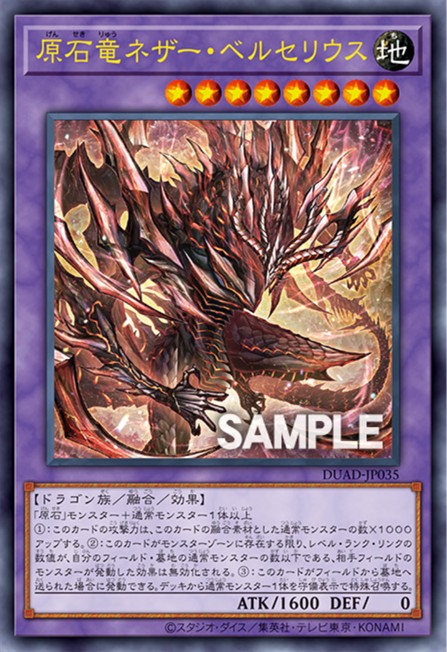 げん せき りゅう
原石竜ネザー・ベルセリウス 地
SAMPLE
DUAD-JP035
【ドラゴン族／融合／効果】
「原石」モンスター＋通常モンスター1体以上
①：このカードの攻撃力は、このカードの融合素材とした通常モンスターの数×1000
アップする。②：このカードがモンスターゾーンに存在する限り、レベル・ランク・リンクの
数値が、自分のフィールド・墓地の通常モンスターの数以下である、相手フィールドの
モンスターが発動した効果は無効化される。③：このカードがフィールドから墓地へ
送られた場合に発動できる。デッキから通常モンスター1体を守備表示で特殊召喚する。
ATK/1600 DEF/ 0
©スタジオ・ダイス／集英社・テレビ東京・KONAMI